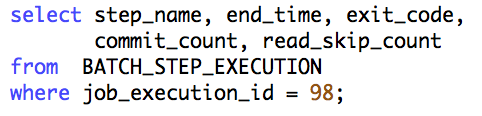 select step_name, end_time, exit_code,
commit_count, read_skip_count
from BATCH_STEP_EXECUTION
where job_execution_id = 98;